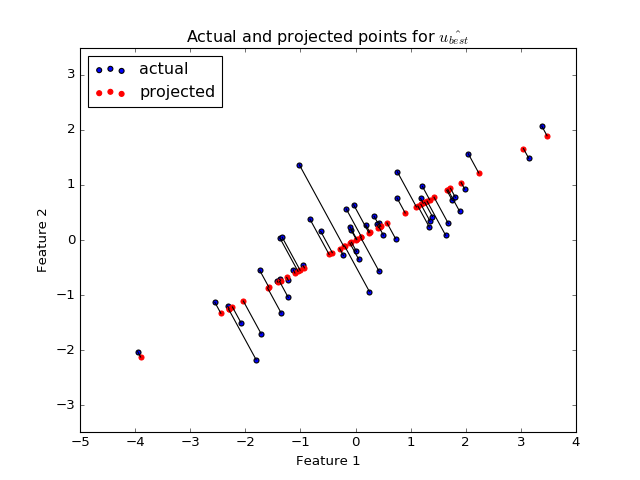 Actual and projected points for $\hat{u_{best}}$
actual
projected
3
2
1
0
−1
−2
−3
Feature 2
−5 −4 −3 −2 −1 0 1 2 3 4
Feature 1